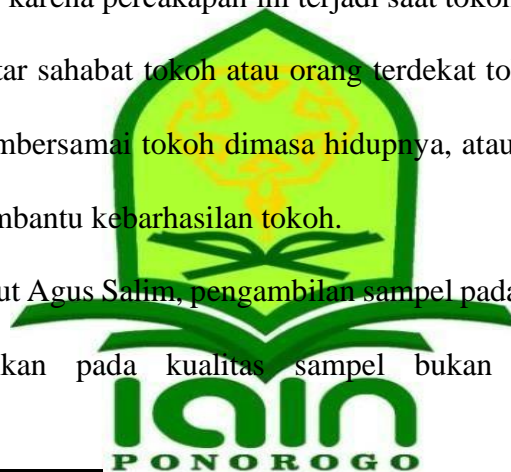 karena percakapan ini terjadi saat tokoh
tar sahabat tokoh atau orang terdekat to
mbersamai tokoh dimasa hidupnya, atau
mbantu kebarhasilan tokoh.
ut Agus Salim, pengambilan sampel pada
kan pada kualitas sampel bukan
iain
PONOROGO